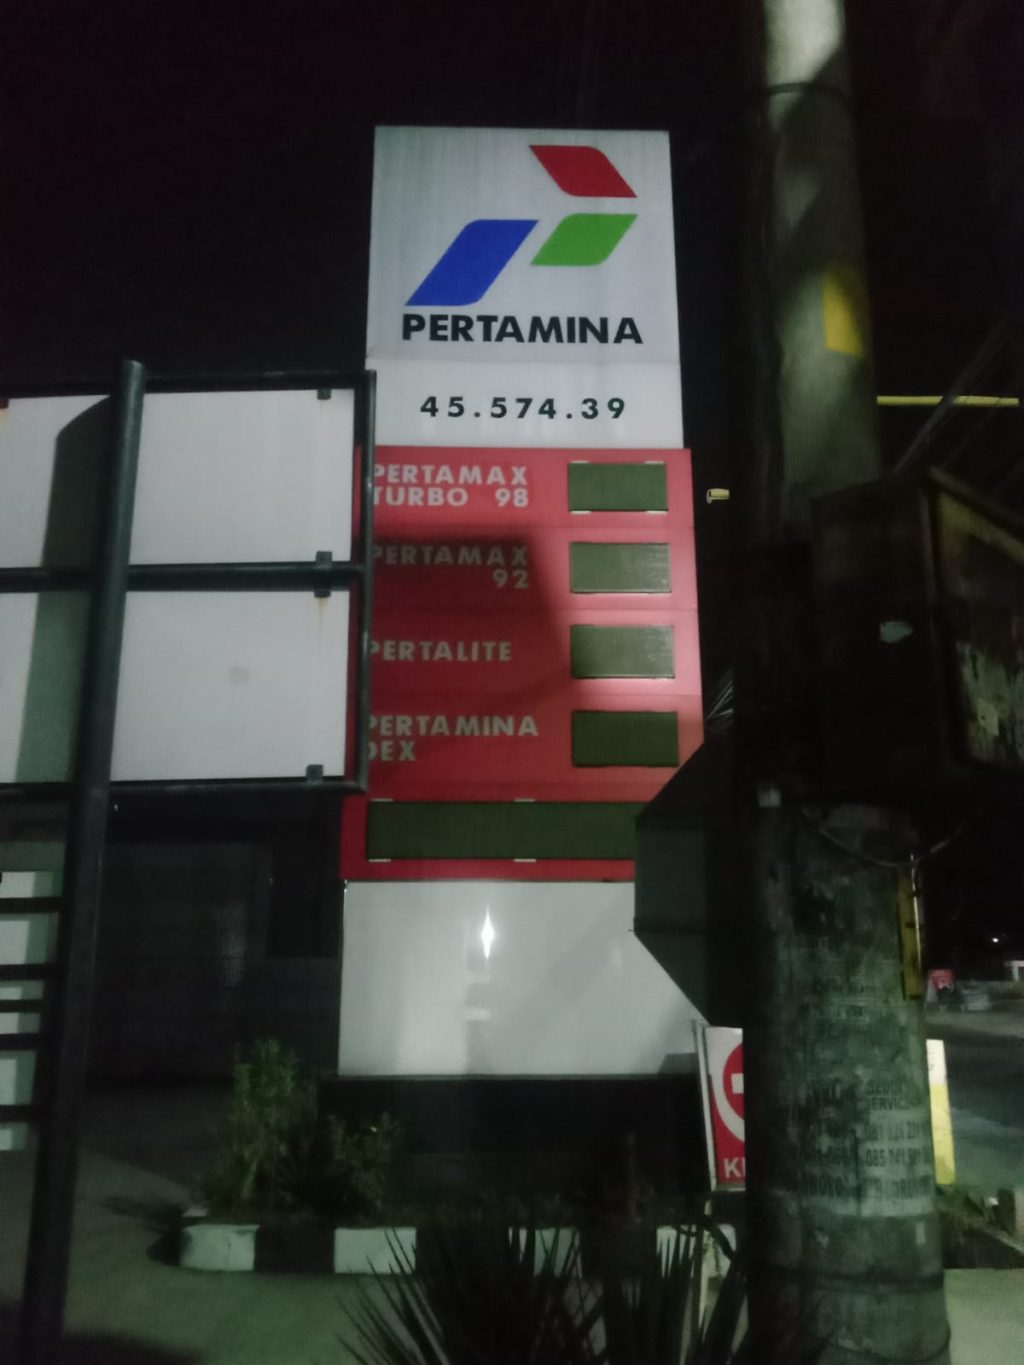 PERTAMINA
45.574.39
PERTAMAX
TURBO 98
PERTAMAX
92
PERTALITE
PERTAMINA
DEX